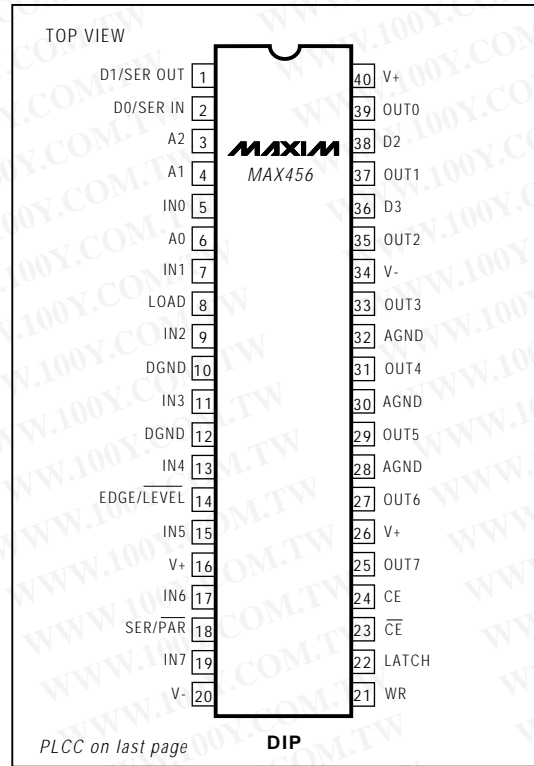 TOP VIEW
D1/SER OUT 1
D0/SER IN 2
A2 3
A1 4
IN0 5
A0 6
IN1 7
LOAD 8
IN2 9
DGND 10
IN3 11
DGND 12
IN4 13
EDGE/L̅E̅V̅E̅L̅ 14
IN5 15
V+ 16
IN6 17
SER/P̅A̅R̅ 18
IN7 19
V- 20
MAXIM
MAX456
40 V+
39 OUT0
38 D2
37 OUT1
36 D3
35 OUT2
34 V-
33 OUT3
32 AGND
31 OUT4
30 AGND
29 OUT5
28 AGND
27 OUT6
26 V+
25 OUT7
24 CE
23 C̅E̅
22 LATCH
21 WR
PLCC on last page
DIP
WWW.100Y.COM.TW